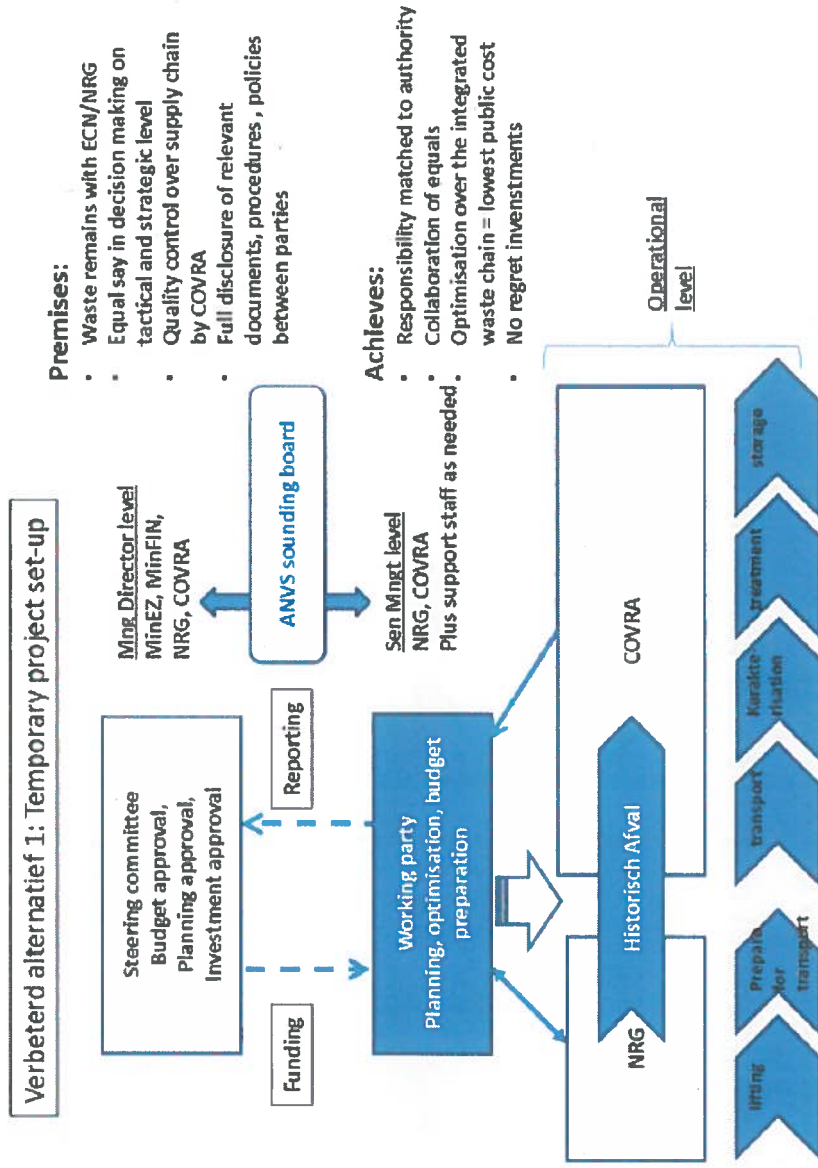 Verbeterd alternatief 1: Temporary project set-up
Steering committee
Budget approval,
Planning approval,
Investment approval
Mng Director level
MinEZ, MinFIN,
NRG, COVRA
Funding
Reporting
ANVS sounding board
Working party
Planning, optimisation, budget
preparation
Sen Mngt level
NRG, COVRA
Plus support staff as needed
Premises:
• Waste remains with ECN/NRG
• Equal say in decision making on
tactical and strategic level
• Quality control over supply chain
by COVRA
• Full disclosure of relevant
documents, procedures , policies
between parties
Achieves:
• Responsibility matched to authority
• Collaboration of equals
• Optimisation over the integrated
waste chain = lowest public cost
• No regret invenstments
NRG
Historisch Afval
COVRA
Operational
level
lifting
Prepare
for
transport
transport
Karakte
risation
treatment
storage